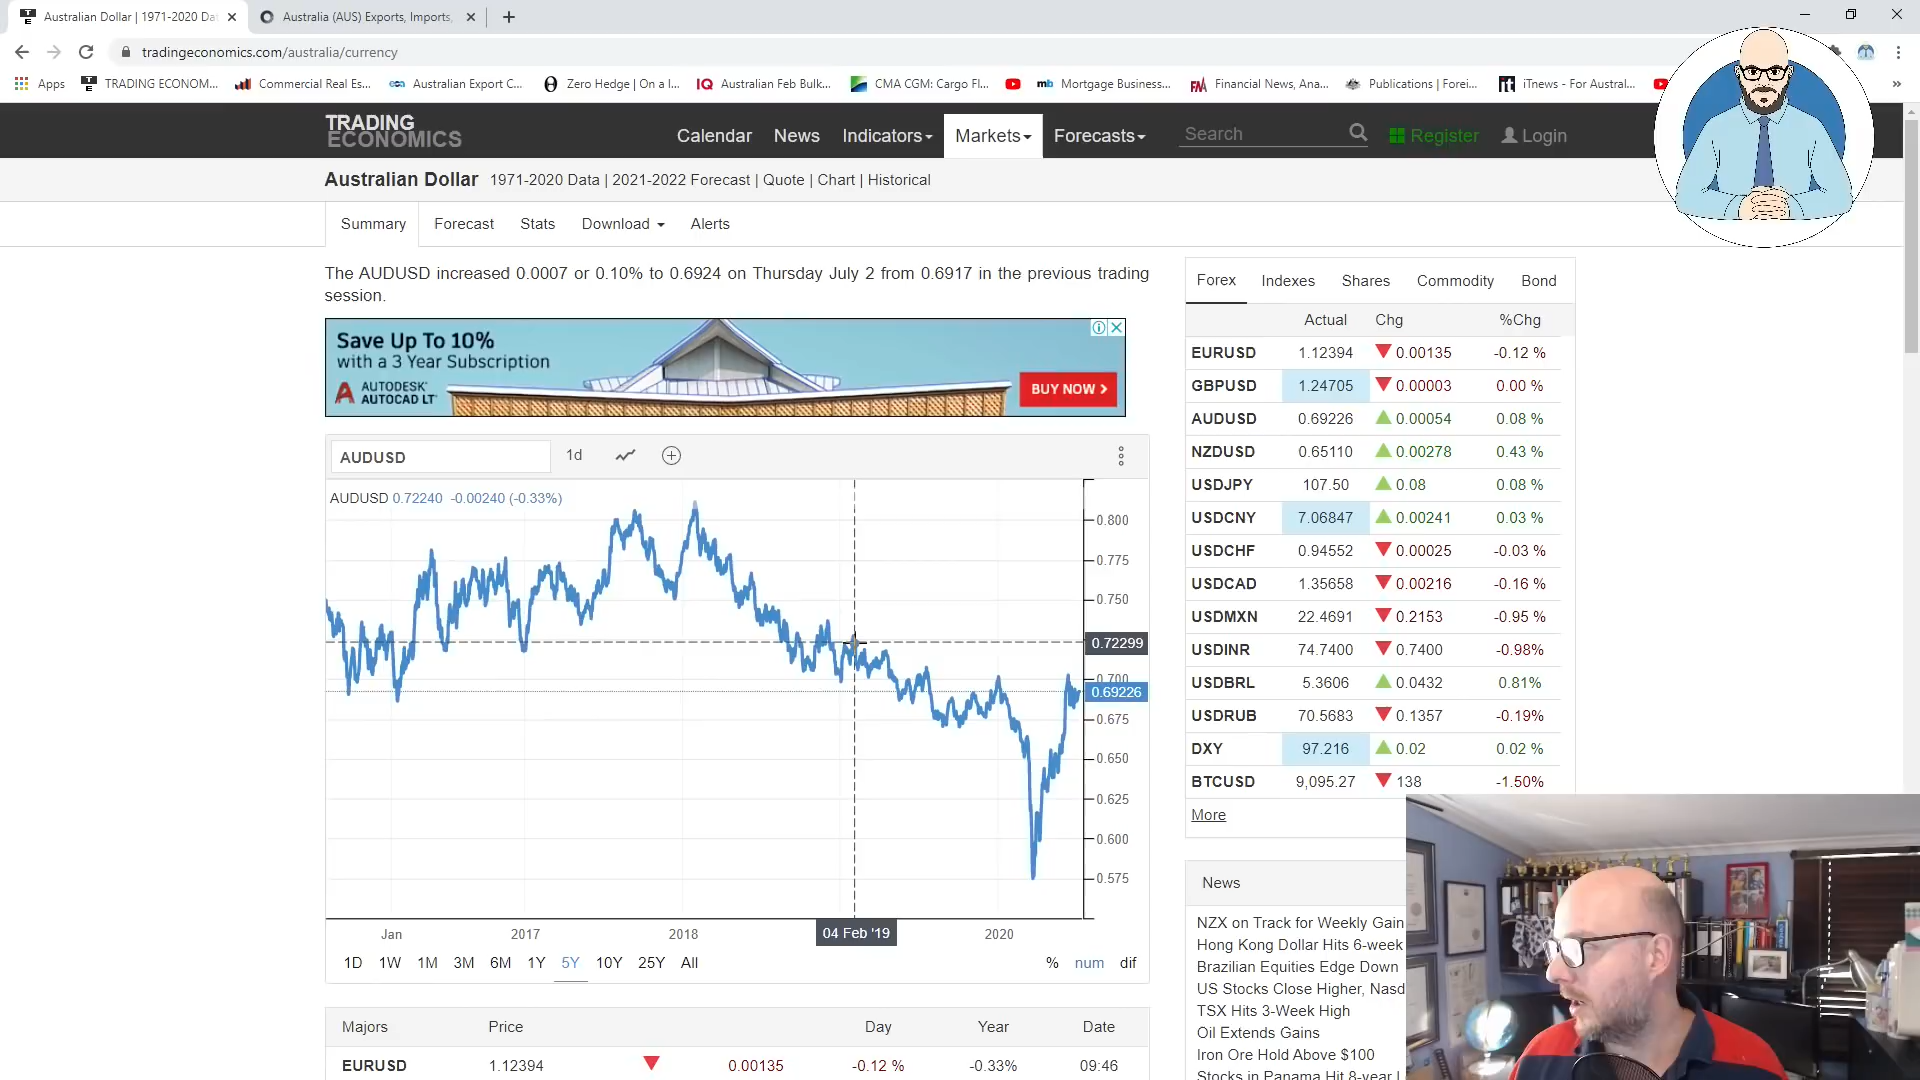 Australian Dollar | 1971-2020 Da
Australia (AUS) Exports, Imports,
tradingeconomics.com/australia/currency
Apps
TRADING ECONOM...
Commercial Real Es...
Australian Export C...
Zero Hedge | On a l...
IQ Australian Feb Bulk...
CMA CGM: Cargo Fl...
mb Mortgage Business...
FM Financial News, Ana...
Publications | Forei...
it iTnews - For Austral...
TRADING
ECONOMICS
Calendar News Indicators Markets Forecasts Search Register Login
Australian Dollar 1971-2020 Data | 2021-2022 Forecast | Quote | Chart | Historical
Summary Forecast Stats Download Alerts
The AUDUSD increased 0.0007 or 0.10% to 0.6924 on Thursday July 2 from 0.6917 in the previous trading
session.
Save Up To 10%
with a 3 Year Subscription
AUTODESK
AUTOCAD LT
BUY NOW >
AUDUSD 1d
AUDUSD 0.72240 -0.00240 (-0.33%)
0.800
0.775
0.750
0.72299
0.700
0.69226
0.675
0.650
0.625
0.600
0.575
Jan 2017 2018 04 Feb '19 2020
1D 1W 1M 3M 6M 1Y 5Y 10Y 25Y All % num dif
Majors Price Day Year Date
EURUSD 1.12394 0.00135 -0.12 % -0.33% 09:46
Forex Indexes Shares Commodity Bond
Actual Chg %Chg
EURUSD 1.12394 0.00135 -0.12 %
GBPUSD 1.24705 0.00003 0.00 %
AUDUSD 0.69226 0.00054 0.08 %
NZDUSD 0.65110 0.00278 0.43 %
USDJPY 107.50 0.08 0.08 %
USDCNY 7.06847 0.00241 0.03 %
USDCHF 0.94552 0.00025 -0.03 %
USDCAD 1.35658 0.00216 -0.16 %
USDMXN 22.4691 0.2153 -0.95 %
USDINR 74.7400 0.7400 -0.98%
USDBRL 5.3606 0.0432 0.81%
USDRUB 70.5683 0.1357 -0.19%
DXY 97.216 0.02 0.02 %
BTCUSD 9,095.27 138 -1.50%
More
News
NZX on Track for Weekly Gain
Hong Kong Dollar Hits 6-week
Brazilian Equities Edge Down
US Stocks Close Higher, Nasd
TSX Hits 3-Week High
Oil Extends Gains
Iron Ore Hold Above $100
Stocks in Panama Hit 8-year